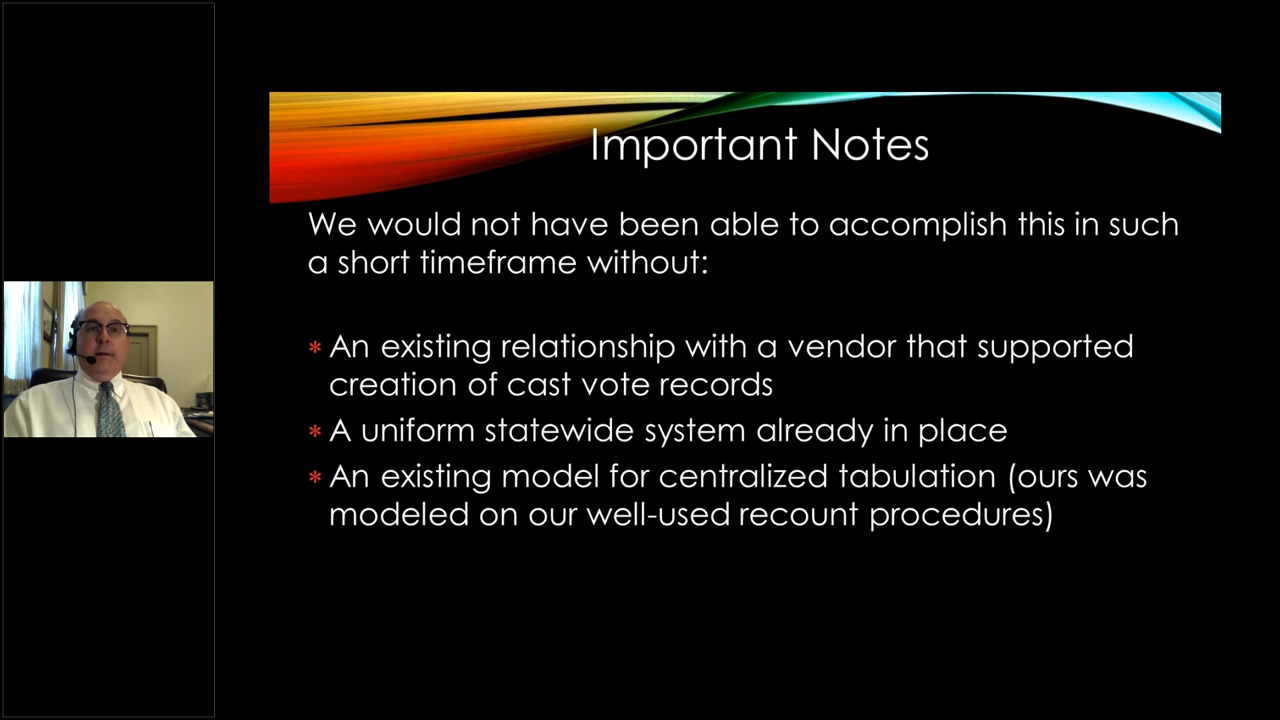 Important Notes
We would not have been able to accomplish this in such
a short timeframe without:
* An existing relationship with a vendor that supported
creation of cast vote records
* A uniform statewide system already in place
* An existing model for centralized tabulation (ours was
modeled on our well-used recount procedures)